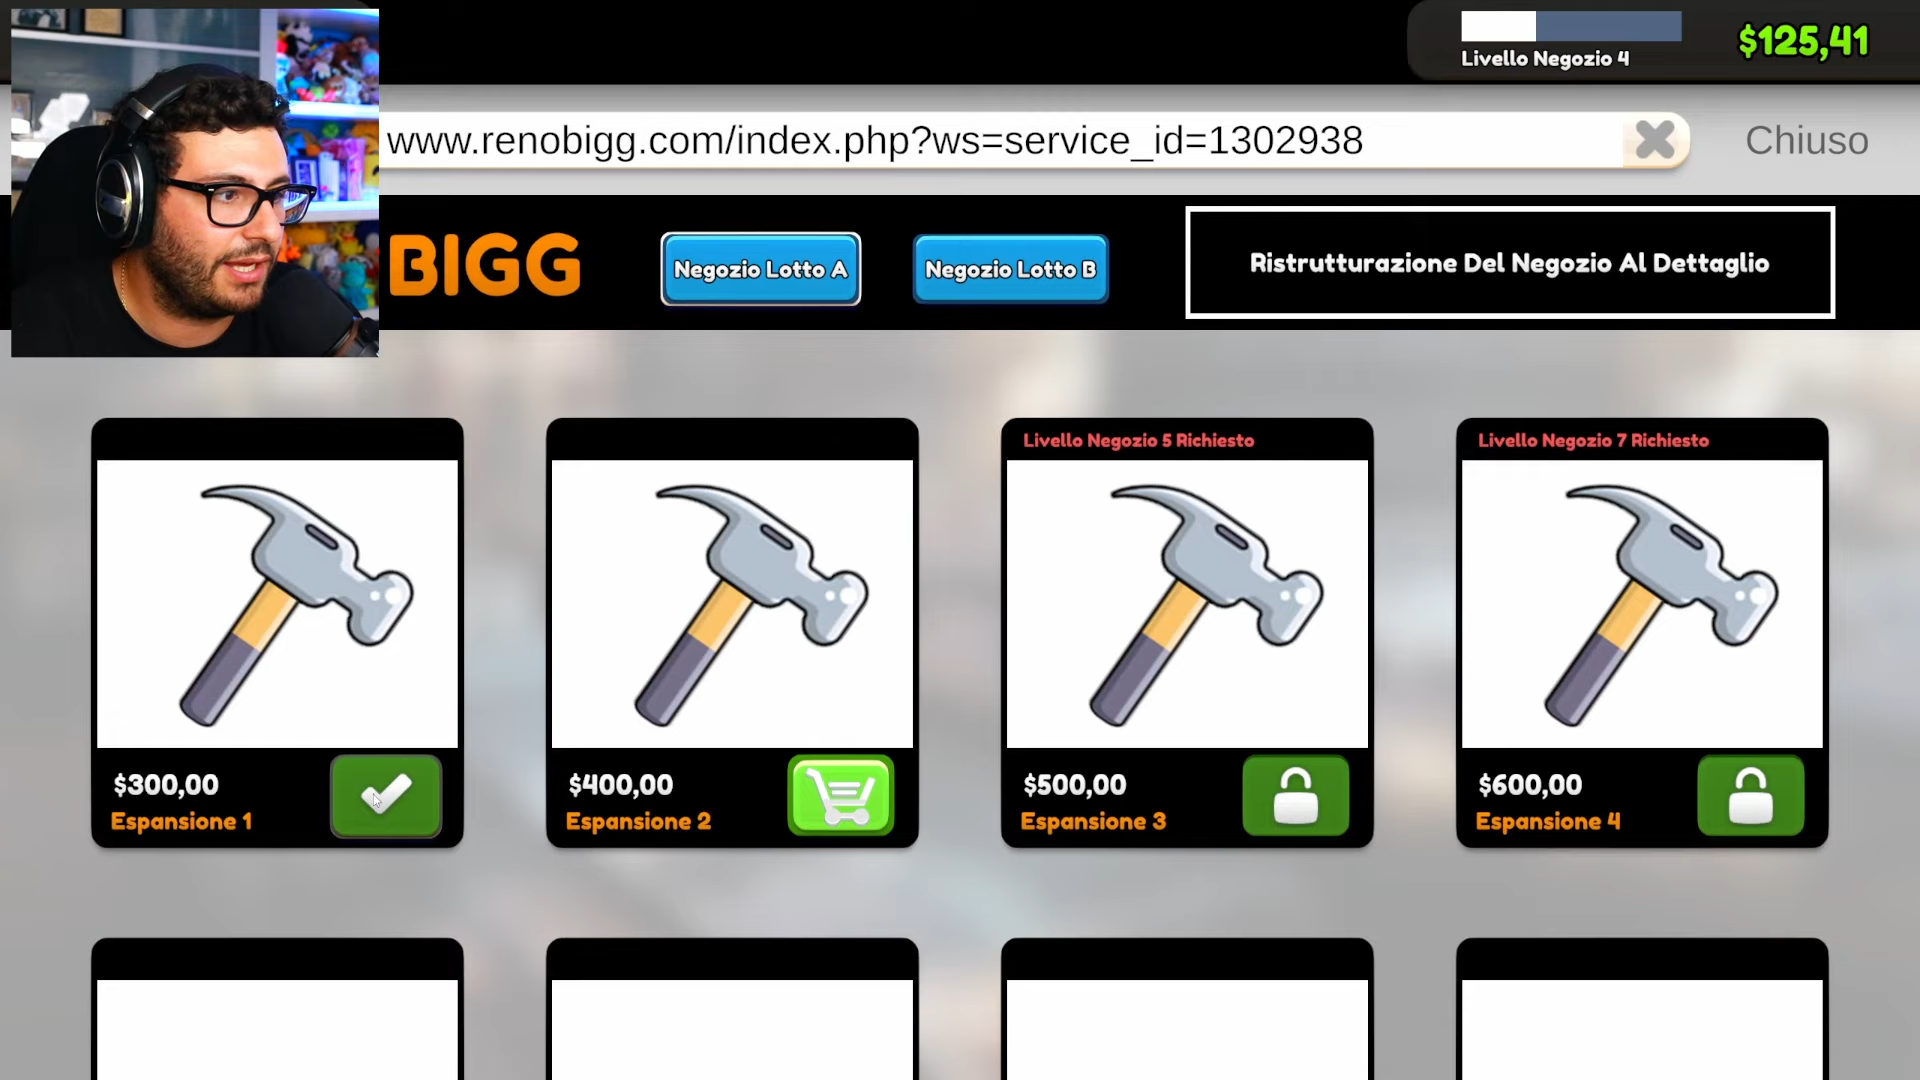 $125,41
Livello Negozio 4
www.renobigg.com/index.php?ws=service_id=1302938
Chiuso
BIGG
Negozio Lotto A
Negozio Lotto B
Ristrutturazione Del Negozio Al Dettaglio
Livello Negozio 5 Richiesto
Livello Negozio 7 Richiesto
$300,00
Espansione 1
$400,00
Espansione 2
$500,00
Espansione 3
$600,00
Espansione 4